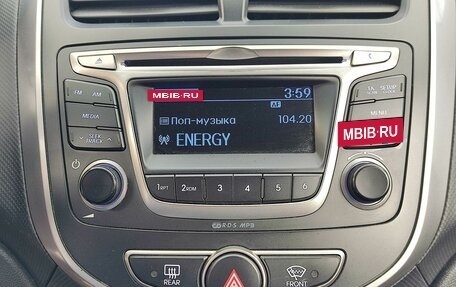 MBIB·RU
3:59
AF
Поп-музыка 104.20
ENERGY
FM AM
MEDIA
SEEK
TRACK
SETUP
MENU
MBIB·RU
1RPT 2RDM 3 4 5 6
RDS MP3
REAR
FRONT